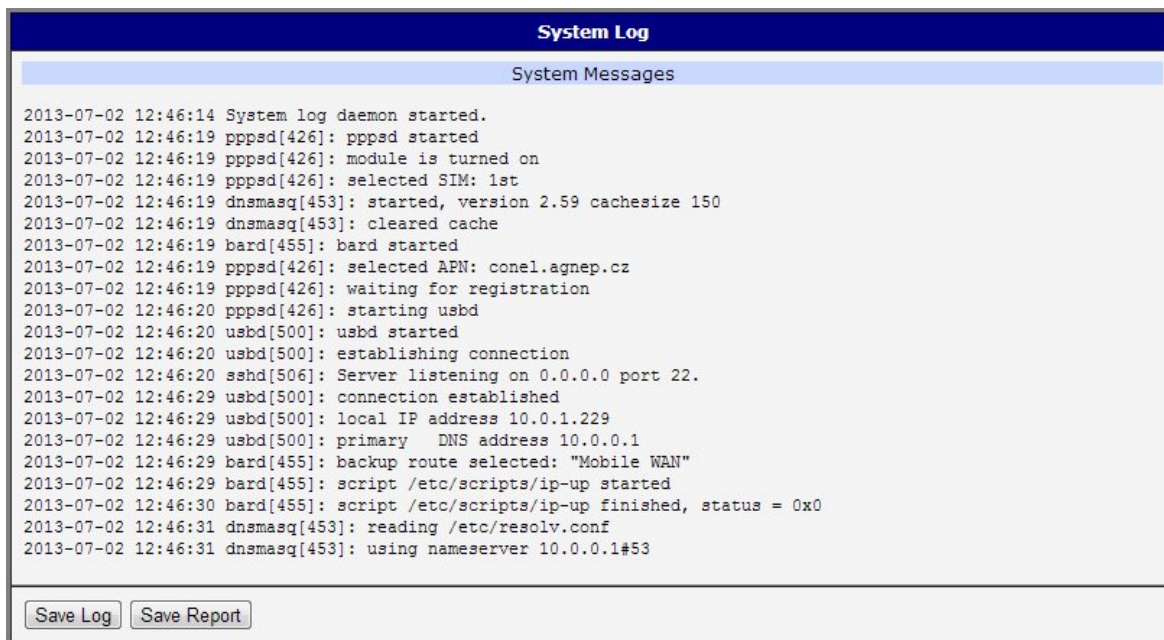 System Log
System Messages
2013-07-02 12:46:14 System log daemon started.
2013-07-02 12:46:19 pppsd[426]: pppsd started
2013-07-02 12:46:19 pppsd[426]: module is turned on
2013-07-02 12:46:19 pppsd[426]: selected SIM: 1st
2013-07-02 12:46:19 dnsmasq[453]: started, version 2.59 cachesize 150
2013-07-02 12:46:19 dnsmasq[453]: cleared cache
2013-07-02 12:46:19 bard[455]: bard started
2013-07-02 12:46:19 pppsd[426]: selected APN: conel.agnep.cz
2013-07-02 12:46:19 pppsd[426]: waiting for registration
2013-07-02 12:46:20 pppsd[426]: starting usbd
2013-07-02 12:46:20 usbd[500]: usbd started
2013-07-02 12:46:20 usbd[500]: establishing connection
2013-07-02 12:46:20 sshd[506]: Server listening on 0.0.0.0 port 22.
2013-07-02 12:46:29 usbd[500]: connection established
2013-07-02 12:46:29 usbd[500]: local IP address 10.0.1.229
2013-07-02 12:46:29 usbd[500]: primary   DNS address 10.0.0.1
2013-07-02 12:46:29 bard[455]: backup route selected: "Mobile WAN"
2013-07-02 12:46:29 bard[455]: script /etc/scripts/ip-up started
2013-07-02 12:46:30 bard[455]: script /etc/scripts/ip-up finished, status = 0x0
2013-07-02 12:46:31 dnsmasq[453]: reading /etc/resolv.conf
2013-07-02 12:46:31 dnsmasq[453]: using nameserver 10.0.0.1#53
Save Log Save Report